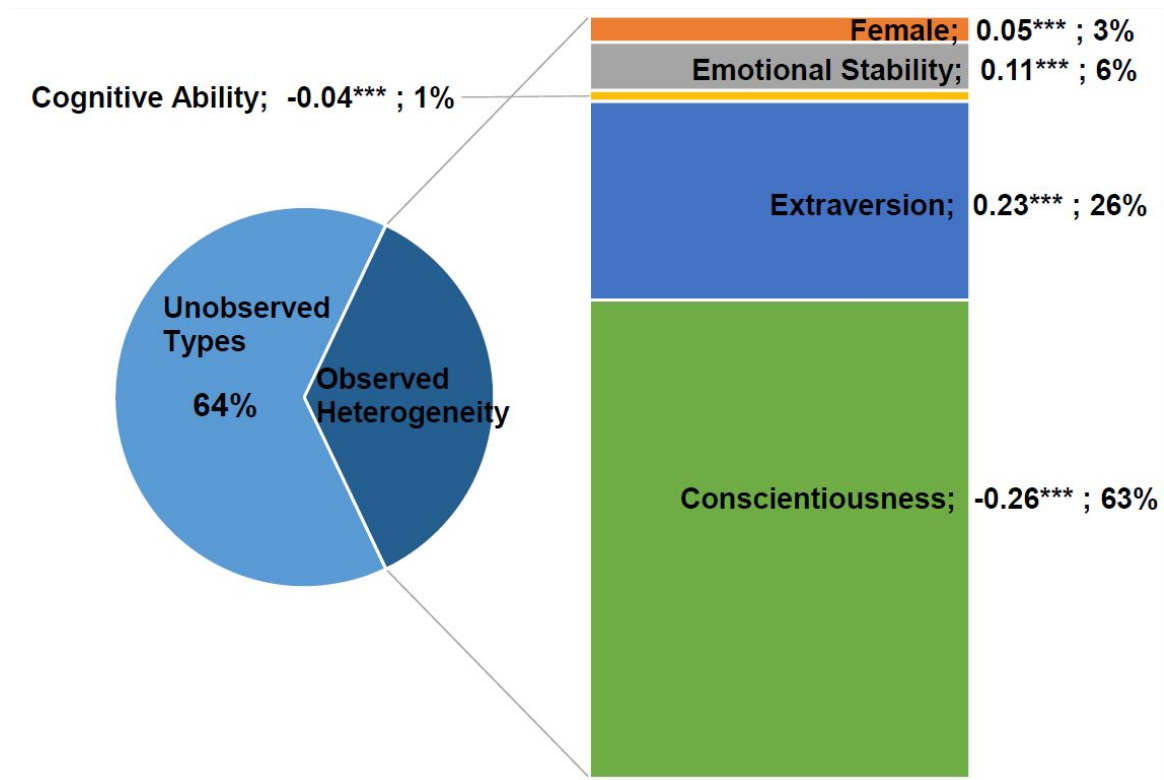 Female; 0.05*** ; 3%
Emotional Stability; 0.11*** ; 6%
Cognitive Ability; -0.04*** ; 1%
Extraversion; 0.23*** ; 26%
Unobserved
Types
64%
Observed
Heterogeneity
Conscientiousness; -0.26*** ; 63%